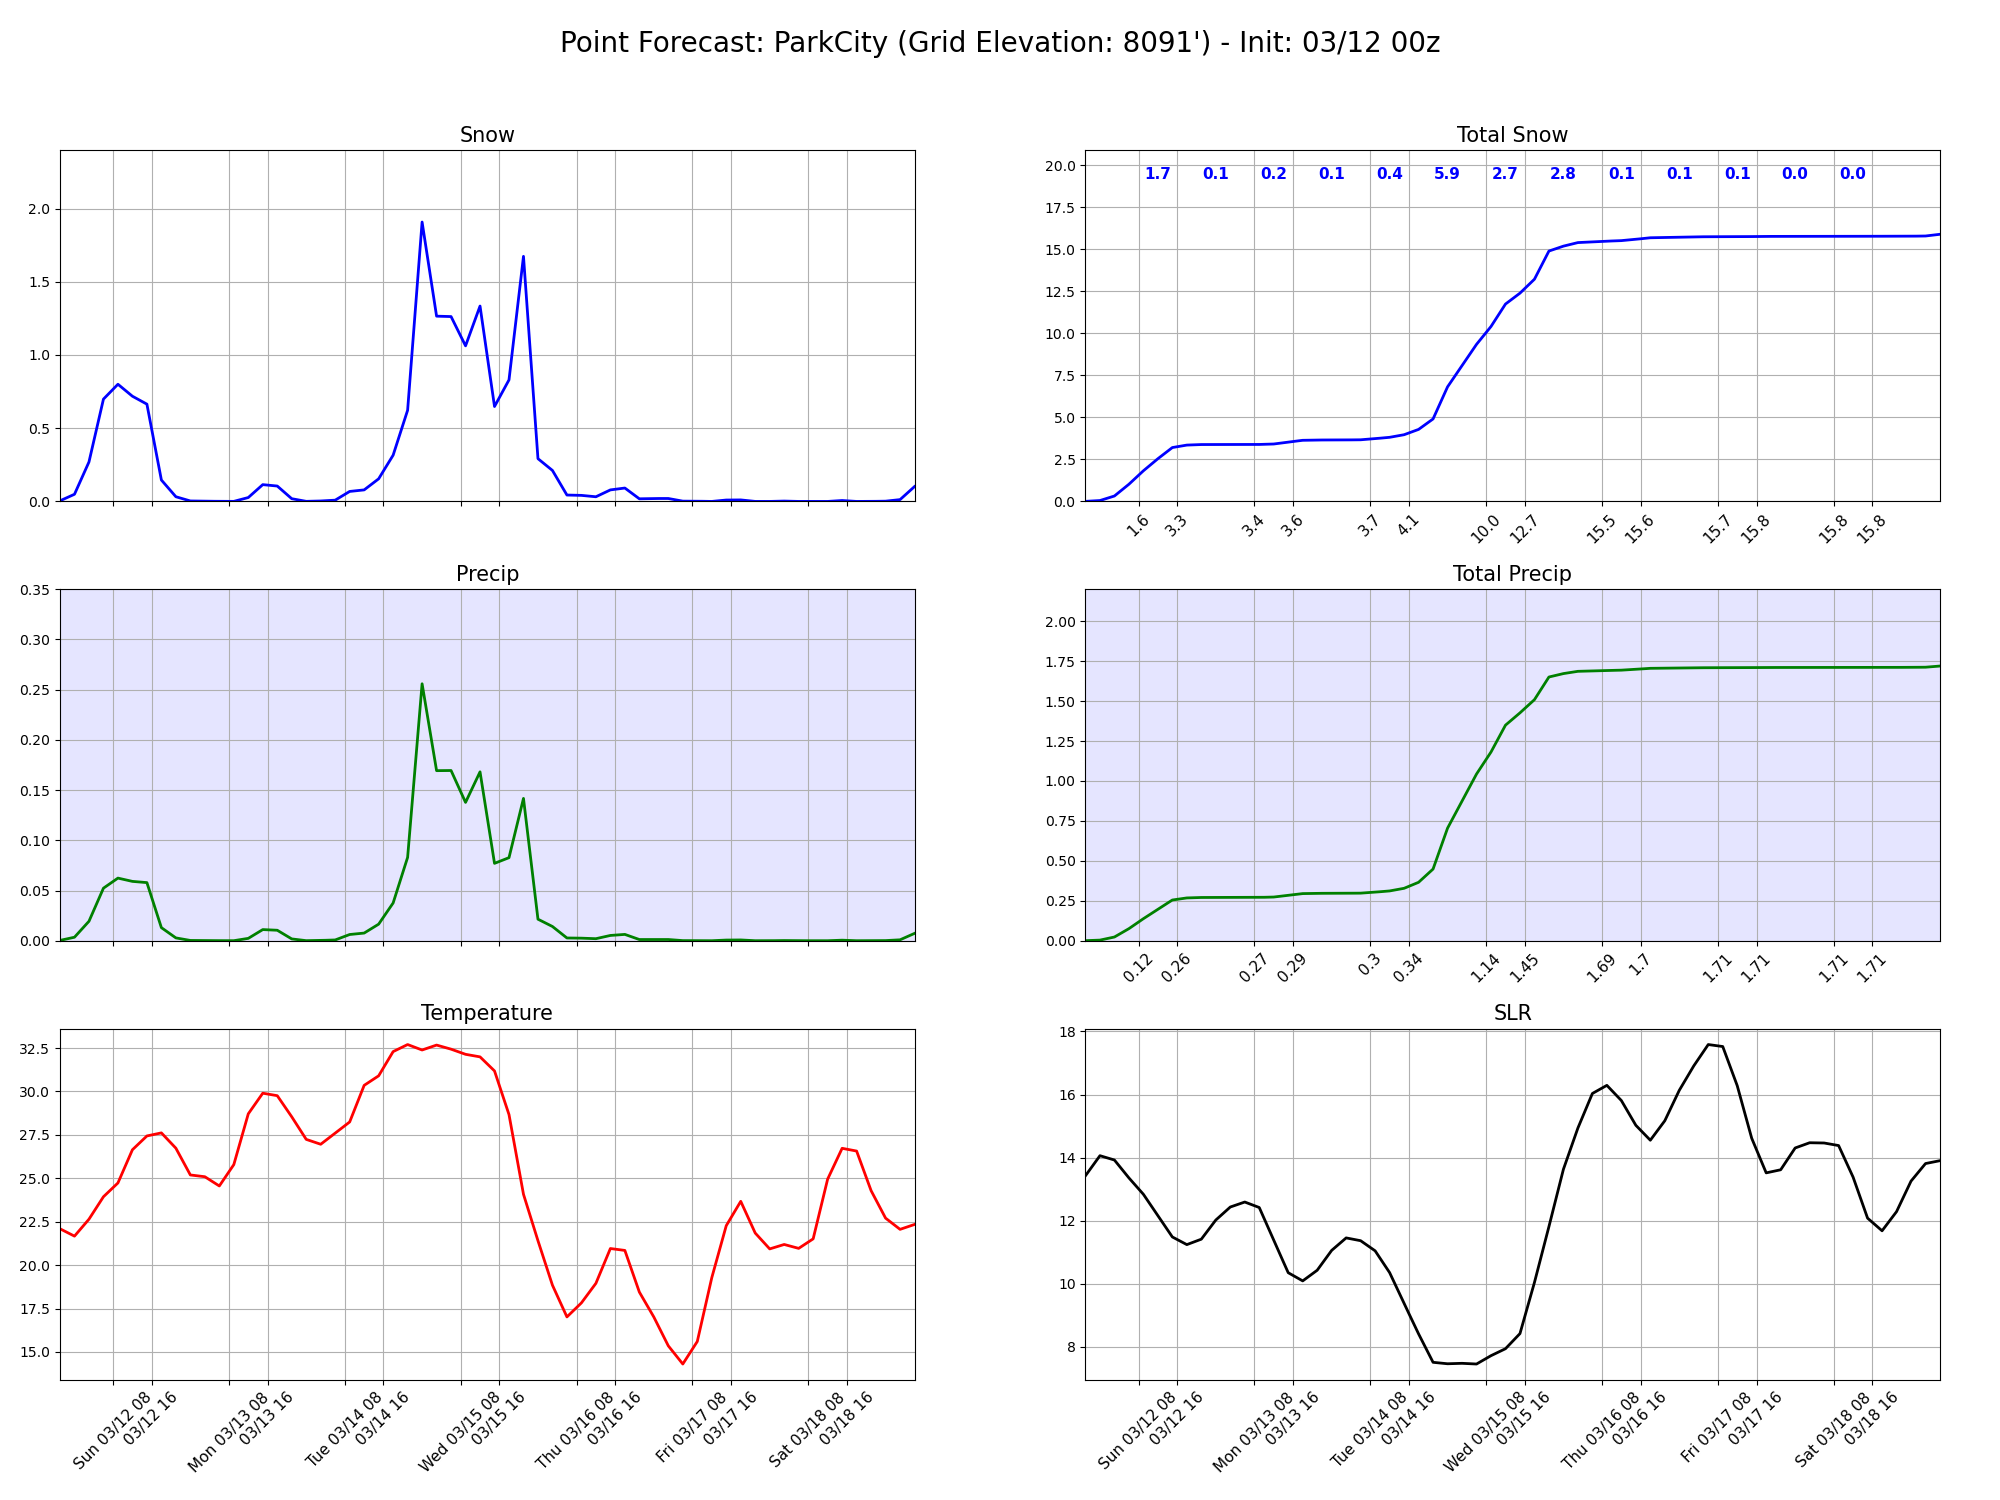 Point Forecast: ParkCity (Grid Elevation: 8091') - Init: 03/12 00z
Snow
2.0
1.5
1.0
0.5
0.0
Total Snow
20.0
17.5
15.0
12.5
10.0
7.5
5.0
2.5
0.0
1.7 0.1 0.2 0.1 0.4 5.9 2.7 2.8 0.1 0.1 0.1 0.0 0.0
1.6 3.3 3.4 3.6 3.7 4.1 10.0 12.7 15.5 15.6 15.7 15.8 15.8 15.8
Precip
0.35
0.30
0.25
0.20
0.15
0.10
0.05
0.00
Total Precip
2.00
1.75
1.50
1.25
1.00
0.75
0.50
0.25
0.00
0.12 0.26 0.27 0.29 0.3 0.34 1.14 1.45 1.69 1.7 1.71 1.71 1.71 1.71
Temperature
32.5
30.0
27.5
25.0
22.5
20.0
17.5
15.0
Sun 03/12 08
03/12 16
Mon 03/13 08
03/13 16
Tue 03/14 08
03/14 16
Wed 03/15 08
03/15 16
Thu 03/16 08
03/16 16
Fri 03/17 08
03/17 16
Sat 03/18 08
03/18 16
SLR
18
16
14
12
10
8
Sun 03/12 08
03/12 16
Mon 03/13 08
03/13 16
Tue 03/14 08
03/14 16
Wed 03/15 08
03/15 16
Thu 03/16 08
03/16 16
Fri 03/17 08
03/17 16
Sat 03/18 08
03/18 16